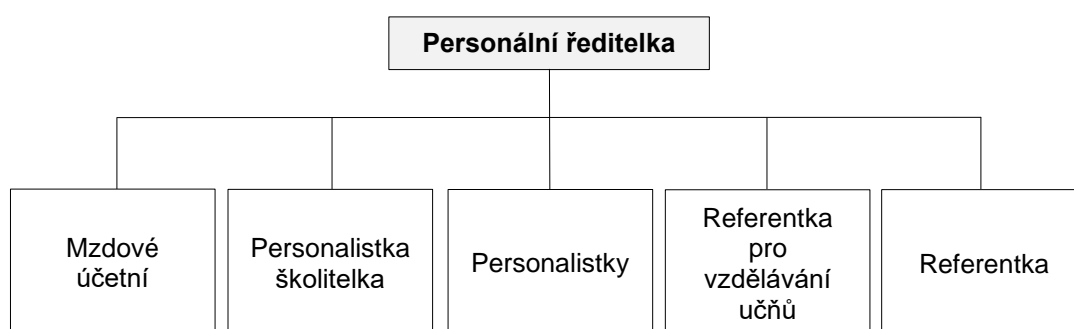 Personální ředitelka
Mzdové
účetní
Personalistka
školitelka
Personalistky
Referentka
pro
vzdělávání
učňů
Referentka